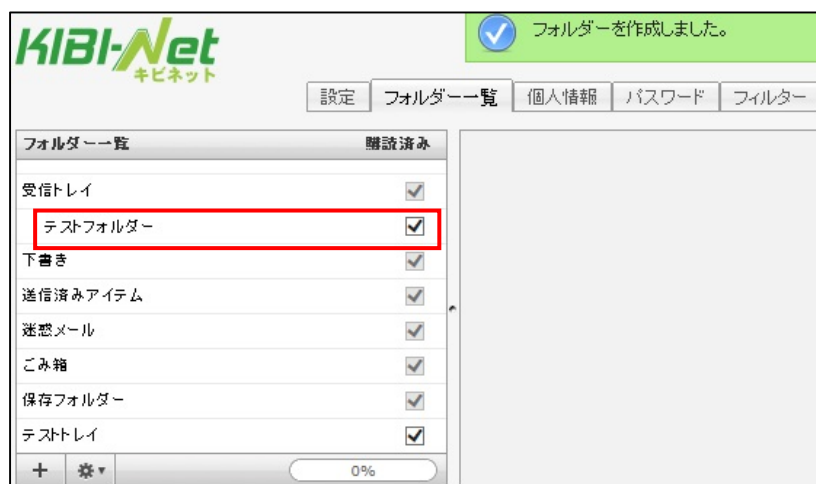 KIBI-Net
キビネット
フォルダーを作成しました。
設定 フォルダー一覧 個人情報 パスワード フィルター
フォルダー一覧 購読済み
受信トレイ
テストフォルダー
下書き
送信済みアイテム
迷惑メール
ごみ箱
保存フォルダー
テストトレイ
0%